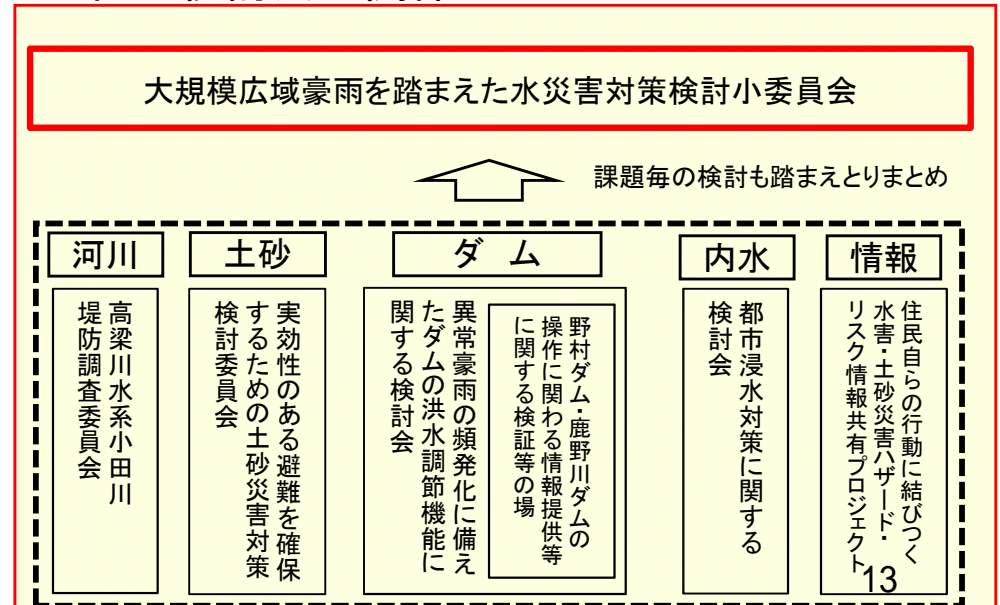 大規模広域豪雨を踏まえた水災害対策検討小委員会
課題毎の検討も踏まえとりまとめ
河川
高梁川水系小田川
堤防調査委員会
土砂
実効性のある避難を確保
するための土砂災害対策
検討委員会
ダム
異常豪雨の頻発化に備え
たダムの洪水調節機能に
関する検討会
野村ダム・鹿野川ダムの
操作に関わる情報提供等
に関する検証等の場
内水
都市浸水対策に関する
検討会
情報
住民自らの行動に結びつく
水害・土砂災害ハザード・
リスク情報共有プロジェクト
13